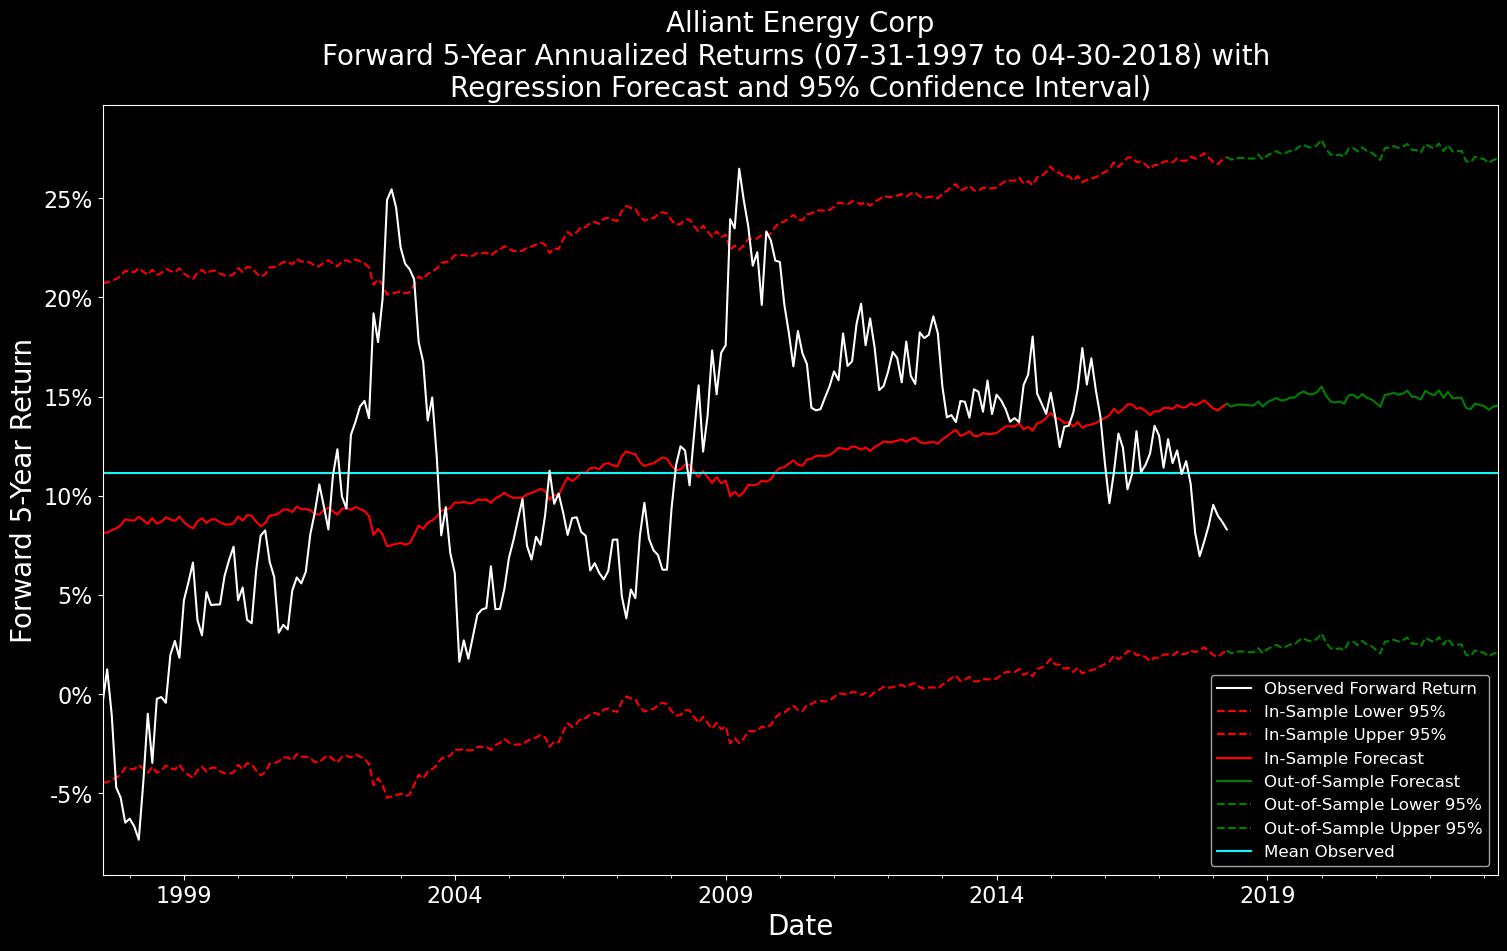 Alliant Energy Corp
Forward 5-Year Annualized Returns (07-31-1997 to 04-30-2018) with
Regression Forecast and 95% Confidence Interval)
Forward 5-Year Return
25%
20%
15%
10%
5%
0%
-5%
1999
2004
2009
2014
2019
Date
Observed Forward Return
In-Sample Lower 95%
In-Sample Upper 95%
In-Sample Forecast
Out-of-Sample Forecast
Out-of-Sample Lower 95%
Out-of-Sample Upper 95%
Mean Observed